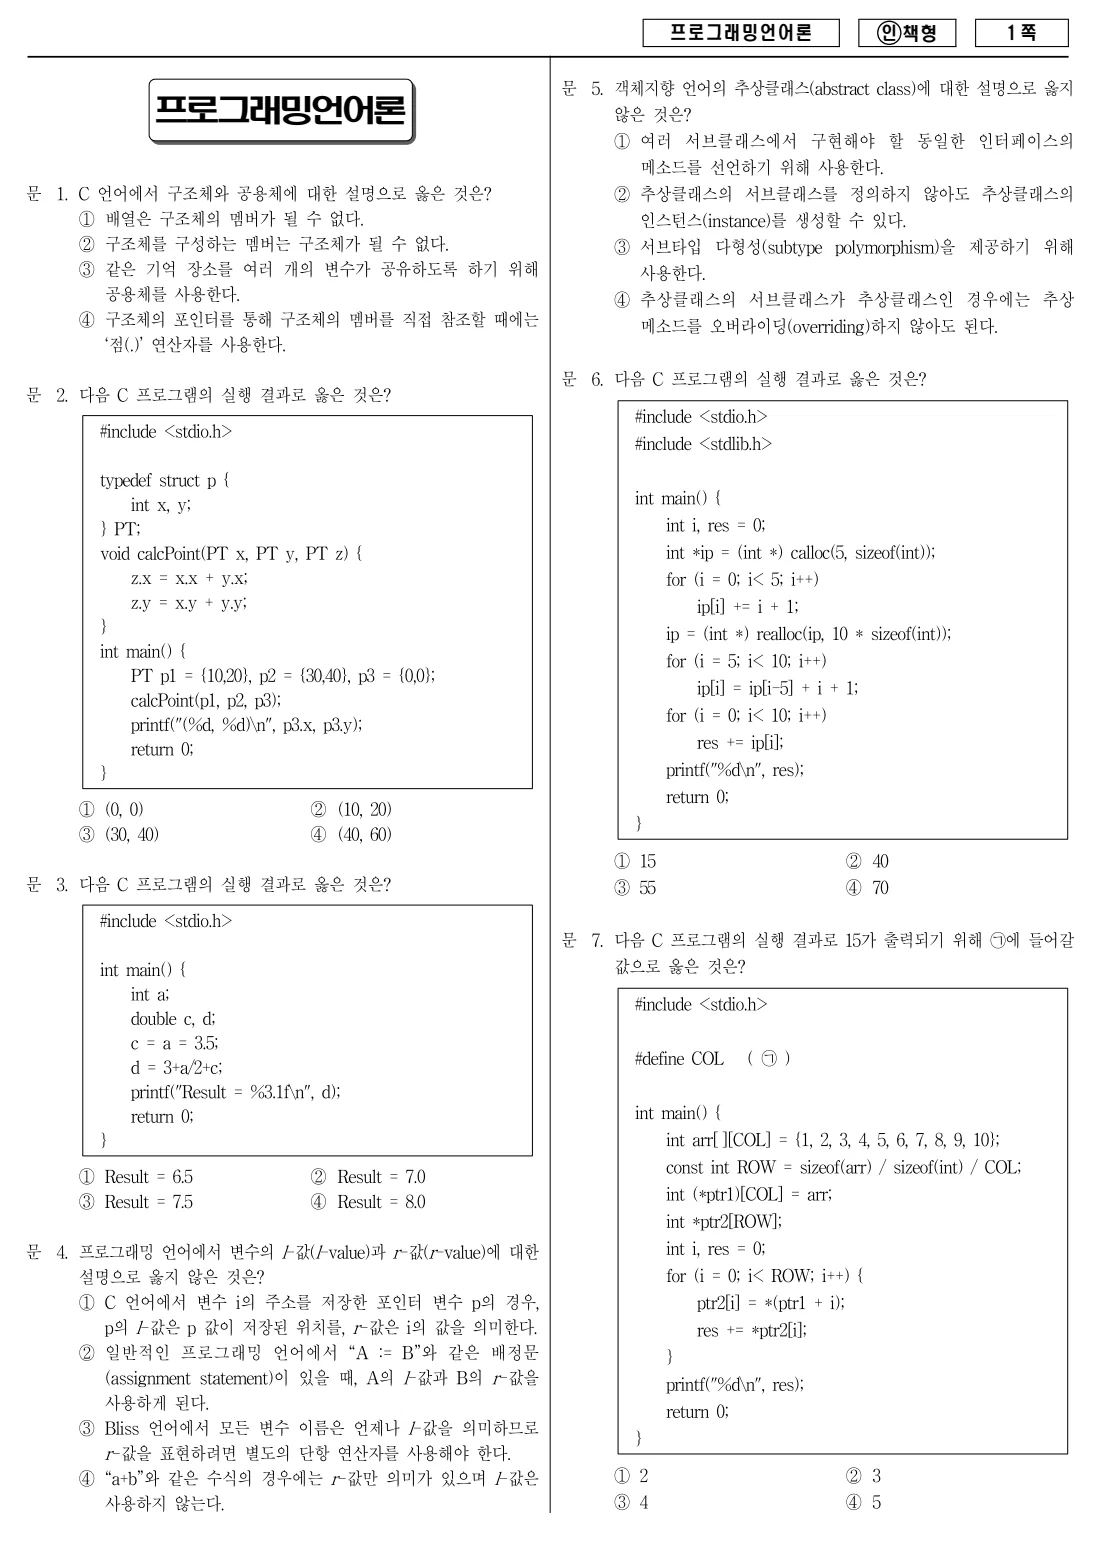 프로그래밍언어론
인책형
1쪽
프로그래밍언어론
문 1. C 언어에서 구조체와 공용체에 대한 설명으로 옳은 것은?
① 배열은 구조체의 멤버가 될 수 없다.
② 구조체를 구성하는 멤버는 구조체가 될 수 없다.
③ 같은 기억 장소를 여러 개의 변수가 공유하도록 하기 위해
공용체를 사용한다.
④ 구조체의 포인터를 통해 구조체의 멤버를 직접 참조할 때에는
‘점(.)’ 연산자를 사용한다.
문 2. 다음 C 프로그램의 실행 결과로 옳은 것은?
#include <stdio.h>
typedef struct p {
int x, y;
} PT;
void calcPoint(PT x, PT y, PT z) {
z.x = x.x + y.x;
z.y = x.y + y.y;
}
int main() {
PT p1 = {10,20}, p2 = {30,40}, p3 = {0,0};
calcPoint(p1, p2, p3);
printf("(%d, %d)\n", p3.x, p3.y);
return 0;
}
① (0, 0) ② (10, 20)
③ (30, 40) ④ (40, 60)
문 3. 다음 C 프로그램의 실행 결과로 옳은 것은?
#include <stdio.h>
int main() {
int a;
double c, d;
c = a = 3.5;
d = 3+a/2+c;
printf("Result = %3.1f\n", d);
return 0;
}
① Result = 6.5 ② Result = 7.0
③ Result = 7.5 ④ Result = 8.0
문 4. 프로그래밍 언어에서 변수의 l-값(l-value)과 r-값(r-value)에 대한
설명으로 옳지 않은 것은?
① C 언어에서 변수 i의 주소를 저장한 포인터 변수 p의 경우,
p의 l-값은 p 값이 저장된 위치를, r-값은 i의 값을 의미한다.
② 일반적인 프로그래밍 언어에서 “A := B”와 같은 배정문
(assignment statement)이 있을 때, A의 l-값과 B의 r-값을
사용하게 된다.
③ Bliss 언어에서 모든 변수 이름은 언제나 l-값을 의미하므로
r-값을 표현하려면 별도의 단항 연산자를 사용해야 한다.
④ “a+b”와 같은 수식의 경우에는 r-값만 의미가 있으며 l-값은
사용하지 않는다.
문 5. 객체지향 언어의 추상클래스(abstract class)에 대한 설명으로 옳지
않은 것은?
① 여러 서브클래스에서 구현해야 할 동일한 인터페이스의
메소드를 선언하기 위해 사용한다.
② 추상클래스의 서브클래스를 정의하지 않아도 추상클래스의
인스턴스(instance)를 생성할 수 있다.
③ 서브타입 다형성(subtype polymorphism)을 제공하기 위해
사용한다.
④ 추상클래스의 서브클래스가 추상클래스인 경우에는 추상
메소드를 오버라이딩(overriding)하지 않아도 된다.
문 6. 다음 C 프로그램의 실행 결과로 옳은 것은?
#include <stdio.h>
#include <stdlib.h>
int main() {
int i, res = 0;
int *ip = (int *) calloc(5, sizeof(int));
for (i = 0; i< 5; i++)
ip[i] += i + 1;
ip = (int *) realloc(ip, 10 * sizeof(int));
for (i = 5; i< 10; i++)
ip[i] = ip[i-5] + i + 1;
for (i = 0; i< 10; i++)
res += ip[i];
printf("%d\n", res);
return 0;
}
① 15 ② 40
③ 55 ④ 70
문 7. 다음 C 프로그램의 실행 결과로 15가 출력되기 위해 ㉠에 들어갈
값으로 옳은 것은?
#include <stdio.h>
#define COL ( ㉠ )
int main() {
int arr[ ][COL] = {1, 2, 3, 4, 5, 6, 7, 8, 9, 10};
const int ROW = sizeof(arr) / sizeof(int) / COL;
int (*ptr1)[COL] = arr;
int *ptr2[ROW];
int i, res = 0;
for (i = 0; i< ROW; i++) {
ptr2[i] = *(ptr1 + i);
res += *ptr2[i];
}
printf("%d\n", res);
return 0;
}
① 2 ② 3
③ 4 ④ 5